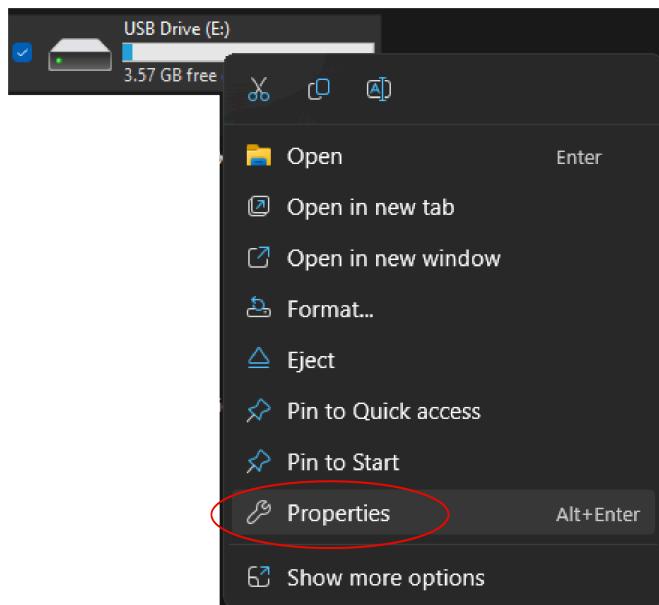 USB Drive (E:)
3.57 GB free
Open Enter
Open in new tab
Open in new window
Format...
Eject
Pin to Quick access
Pin to Start
Properties Alt+Enter
Show more options